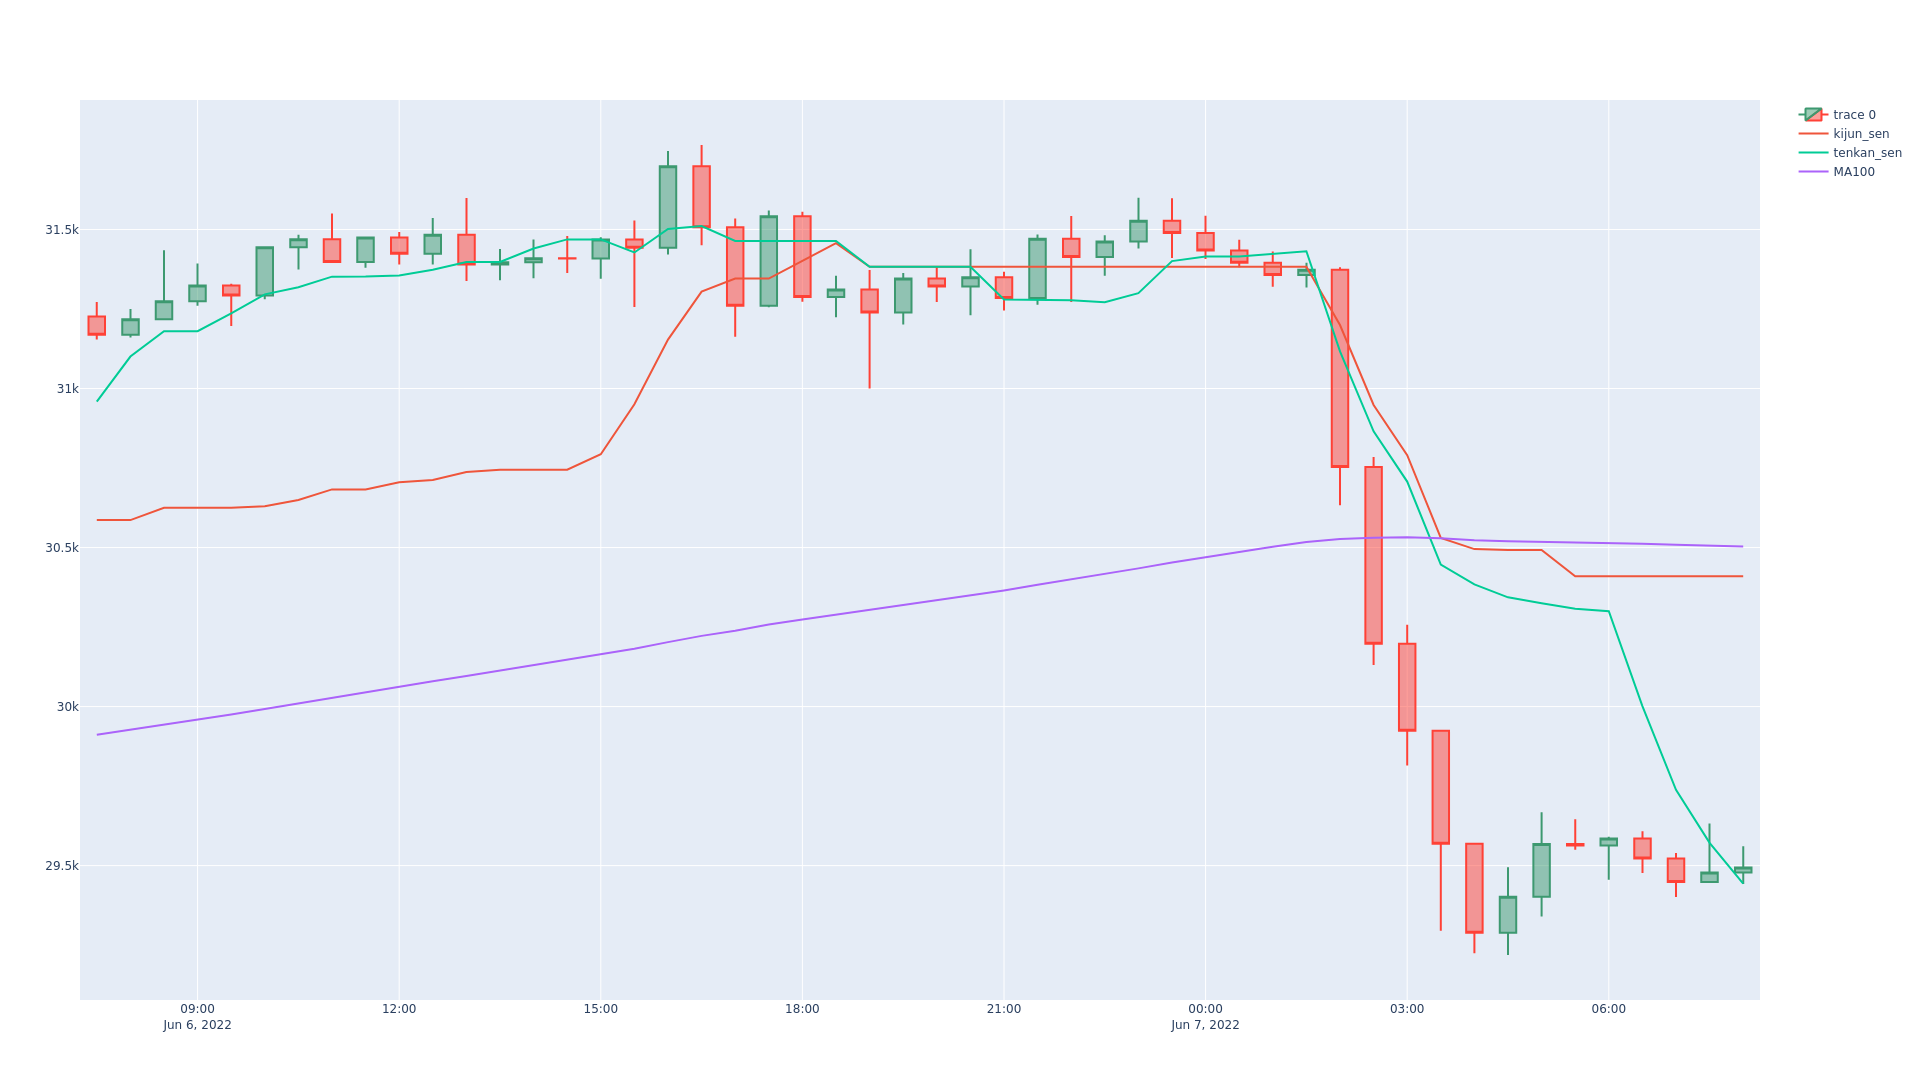 trace 0
kijun_sen
tenkan_sen
MA100
31.5k
31k
30.5k
30k
29.5k
09:00
Jun 6, 2022
12:00
15:00
18:00
21:00
00:00
Jun 7, 2022
03:00
06:00